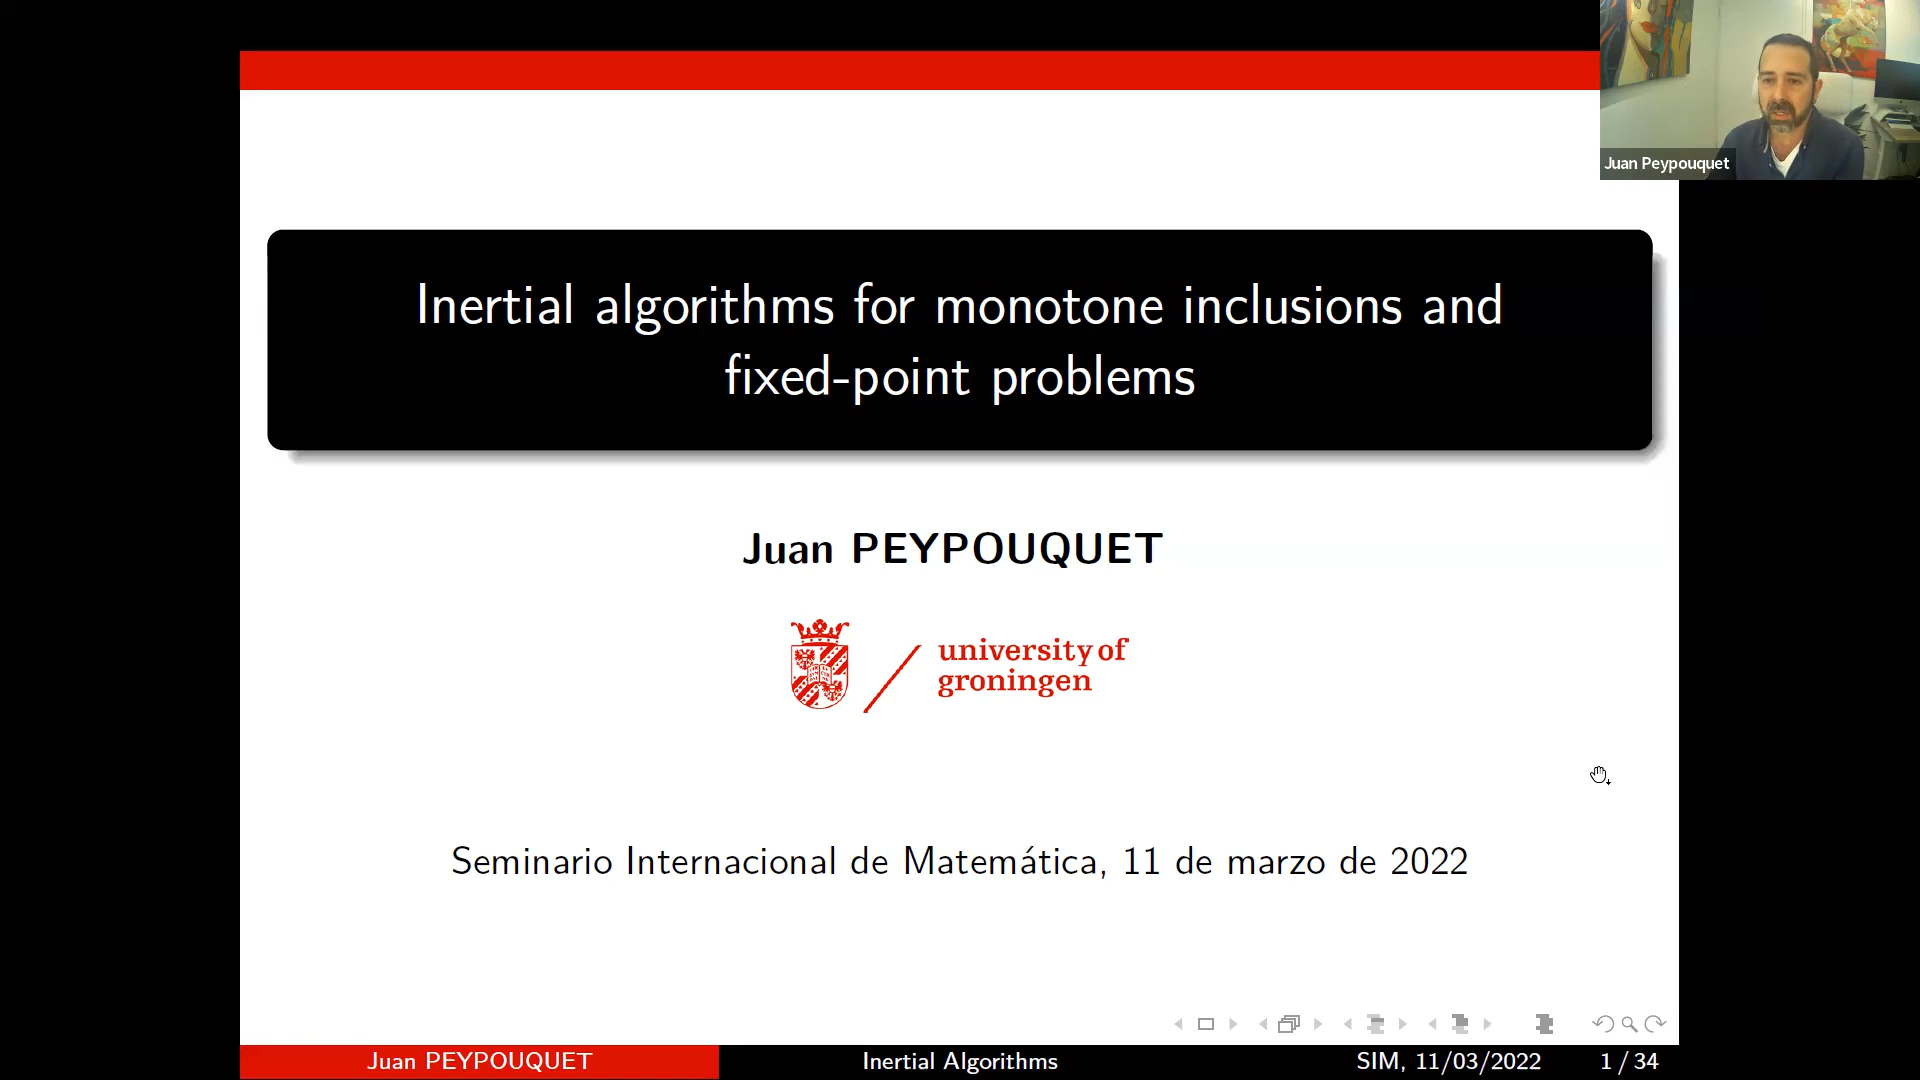 Juan Peypouquet
Inertial algorithms for monotone inclusions and
fixed-point problems
Juan PEYPOUQUET
university of
groningen
Seminario Internacional de Matemática, 11 de marzo de 2022
Juan PEYPOUQUET
Inertial Algorithms
SIM, 11/03/2022
1 / 34